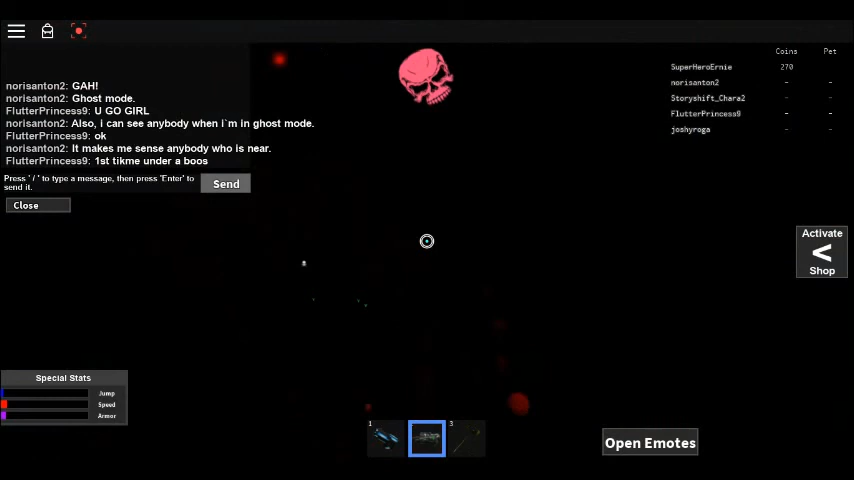 norisanton2: GAH!
norisanton2: Ghost mode.
FlutterPrincess9: U GO GIRL
norisanton2: Also, i can see anybody when i`m in ghost mode.
FlutterPrincess9: ok
norisanton2: It makes me sense anybody who is near.
FlutterPrincess9: 1st tikme under a boos
Press ' / ' to type a message, then press 'Enter' to
send it.
Send
Close
Coins Pet
SuperHeroErnie 270
norisanton2 - -
Storyshift_Chara2 - -
FlutterPrincess9 - -
joshyroga - -
Activate
<
Shop
Special Stats
Jump
Speed
Armor
1 3
Open Emotes